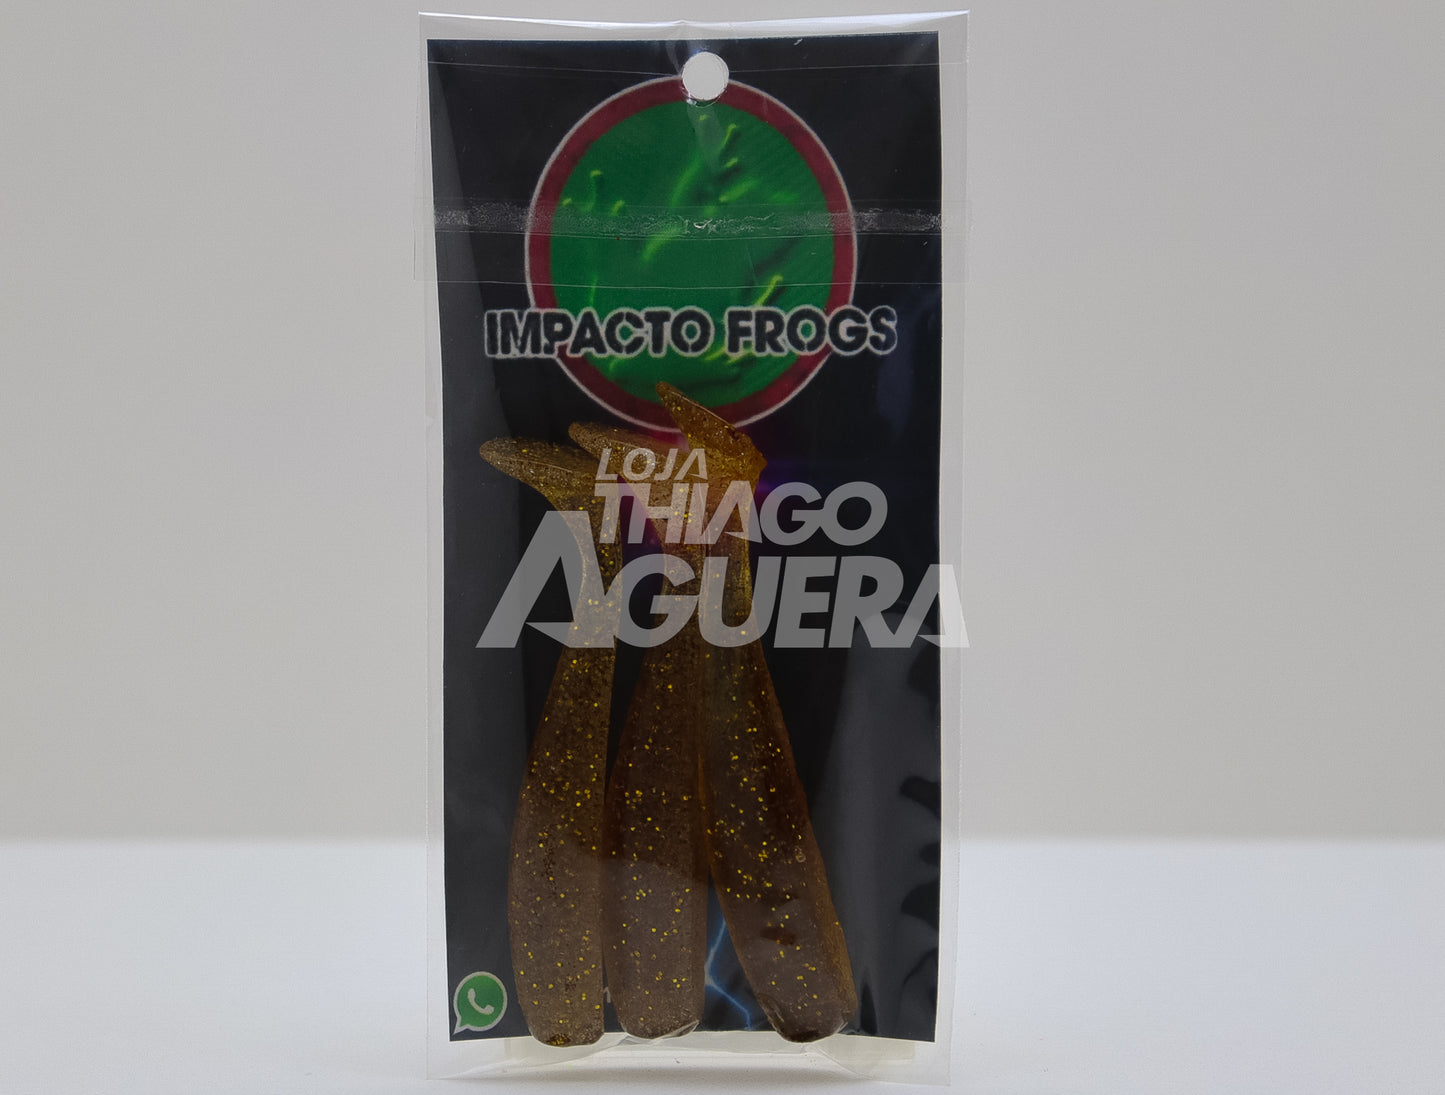 IMPACTO FROGS
LOJA
THIAGO
AGUERA